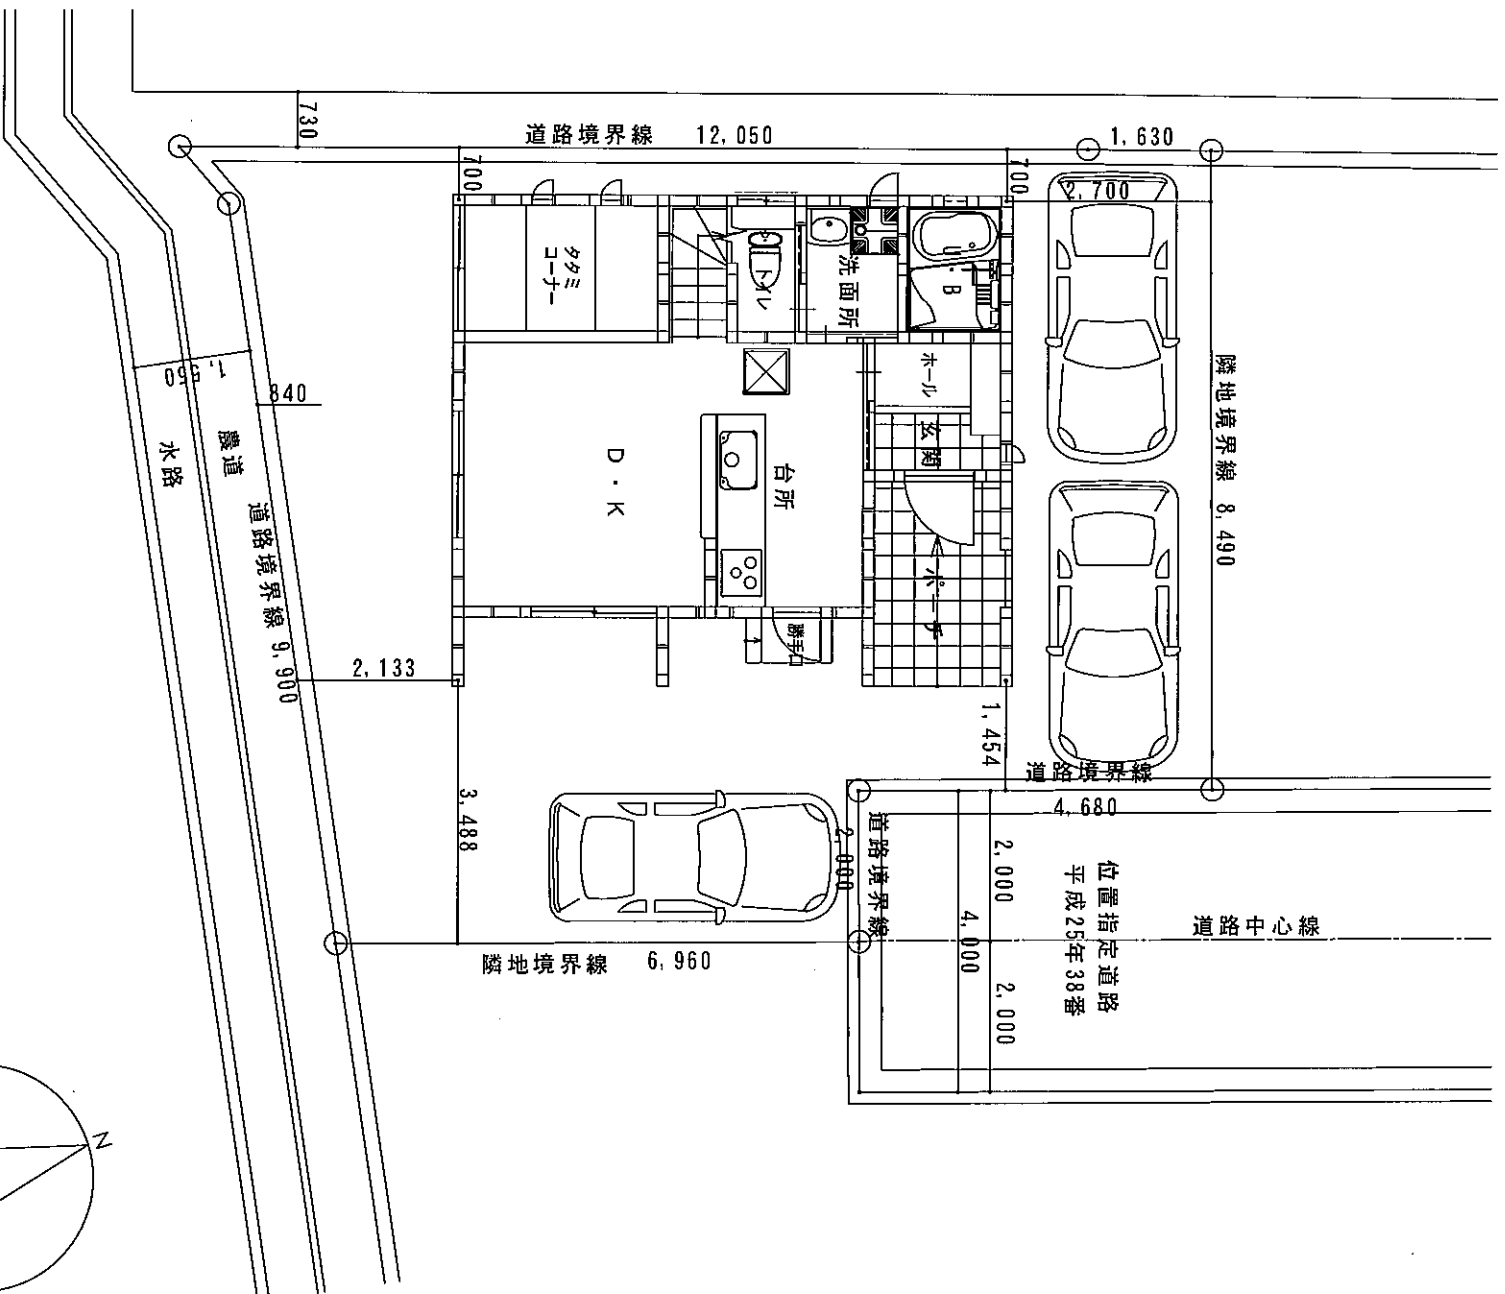 730
道路境界線 12,050
1,630
700
700
2,700
タタミ
コーナー
トイレ
洗面所
B
ホール
玄関
ポーチ
台所
D・K
勝手口
840
農道
水路
道路境界線 9,900
隣地境界線 8,490
2,133
3,488
1,454
道路境界線
4,680
2,000
道路境界線
2,000
4,000
2,000
位置指定道路
平成25年38番
道路中心線
隣地境界線 6,960
N